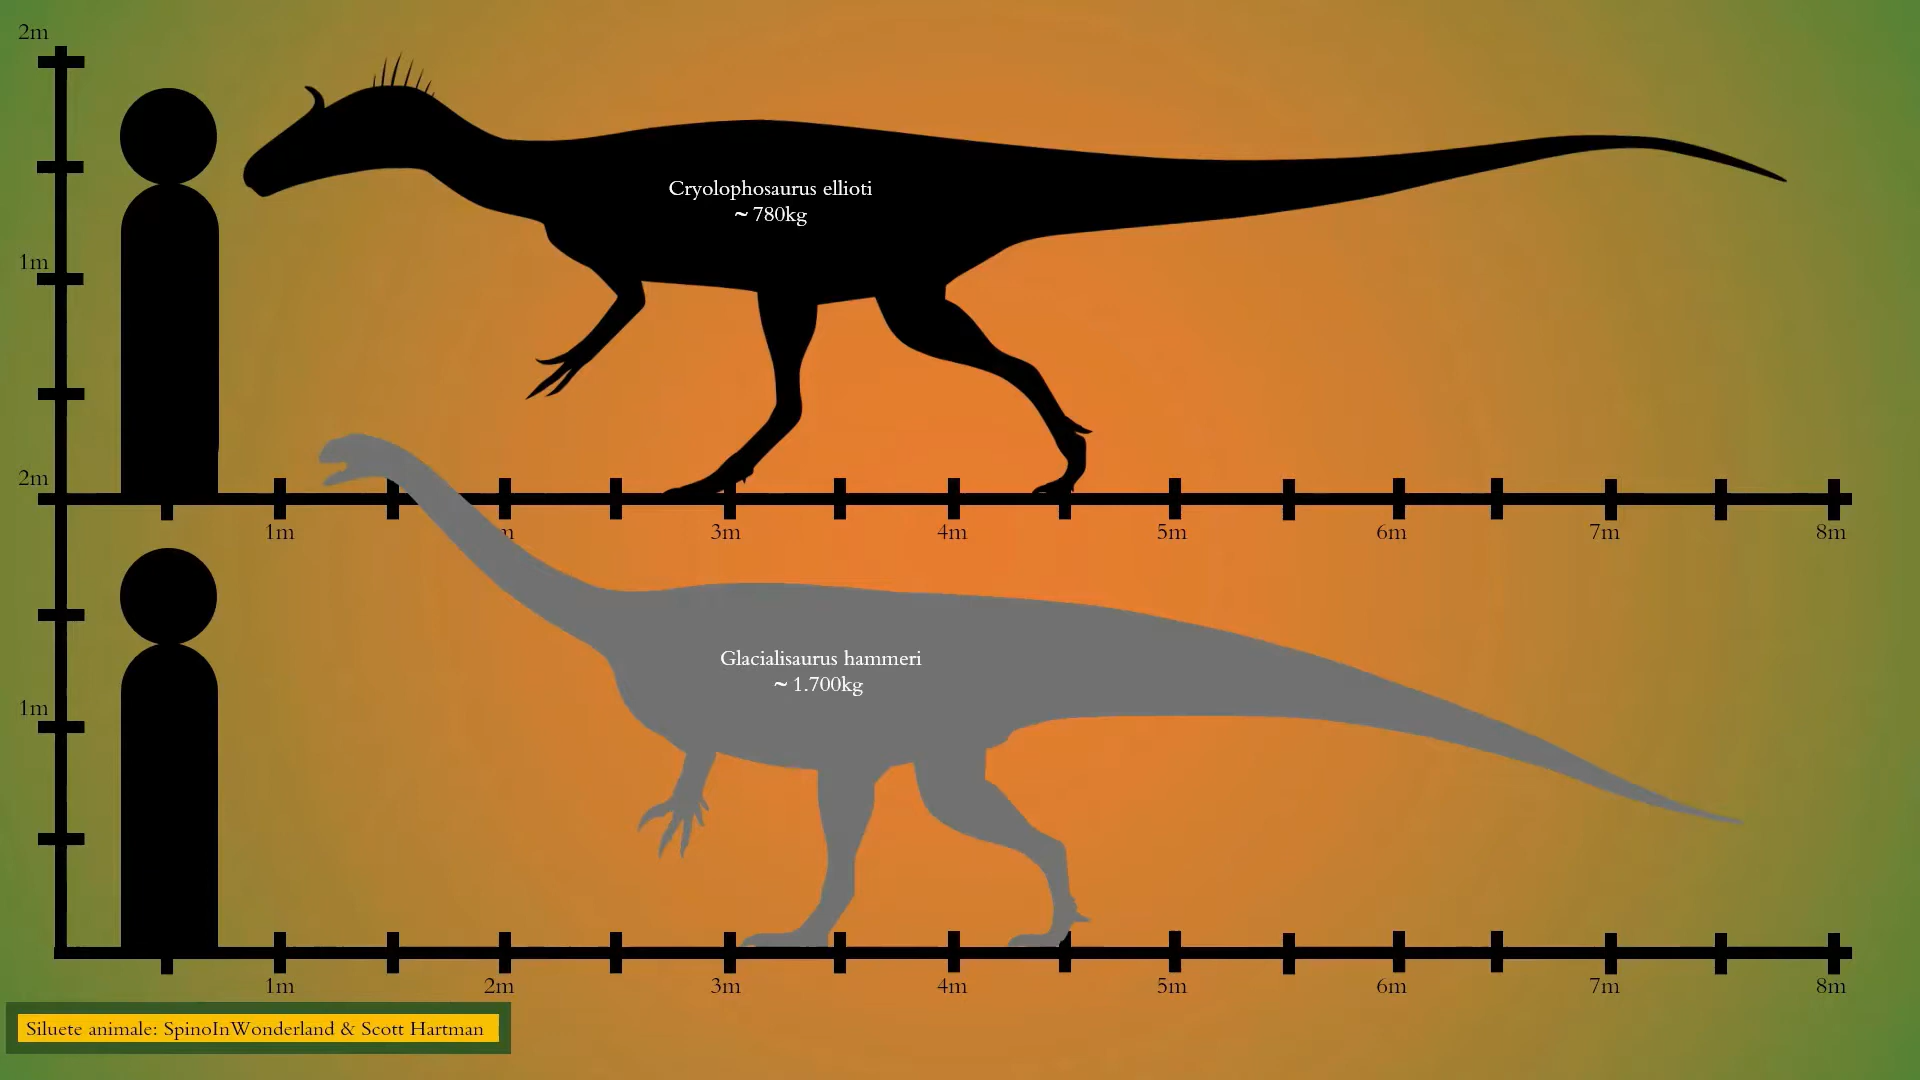 2m
Cryolophosaurus ellioti
~ 780kg
1m
2m
1m 3m 4m 5m 6m 7m 8m
Glacialisaurus hammeri
~ 1.700kg
1m
1m 2m 3m 4m 5m 6m 7m 8m
Siluete animale: SpinoInWonderland & Scott Hartman